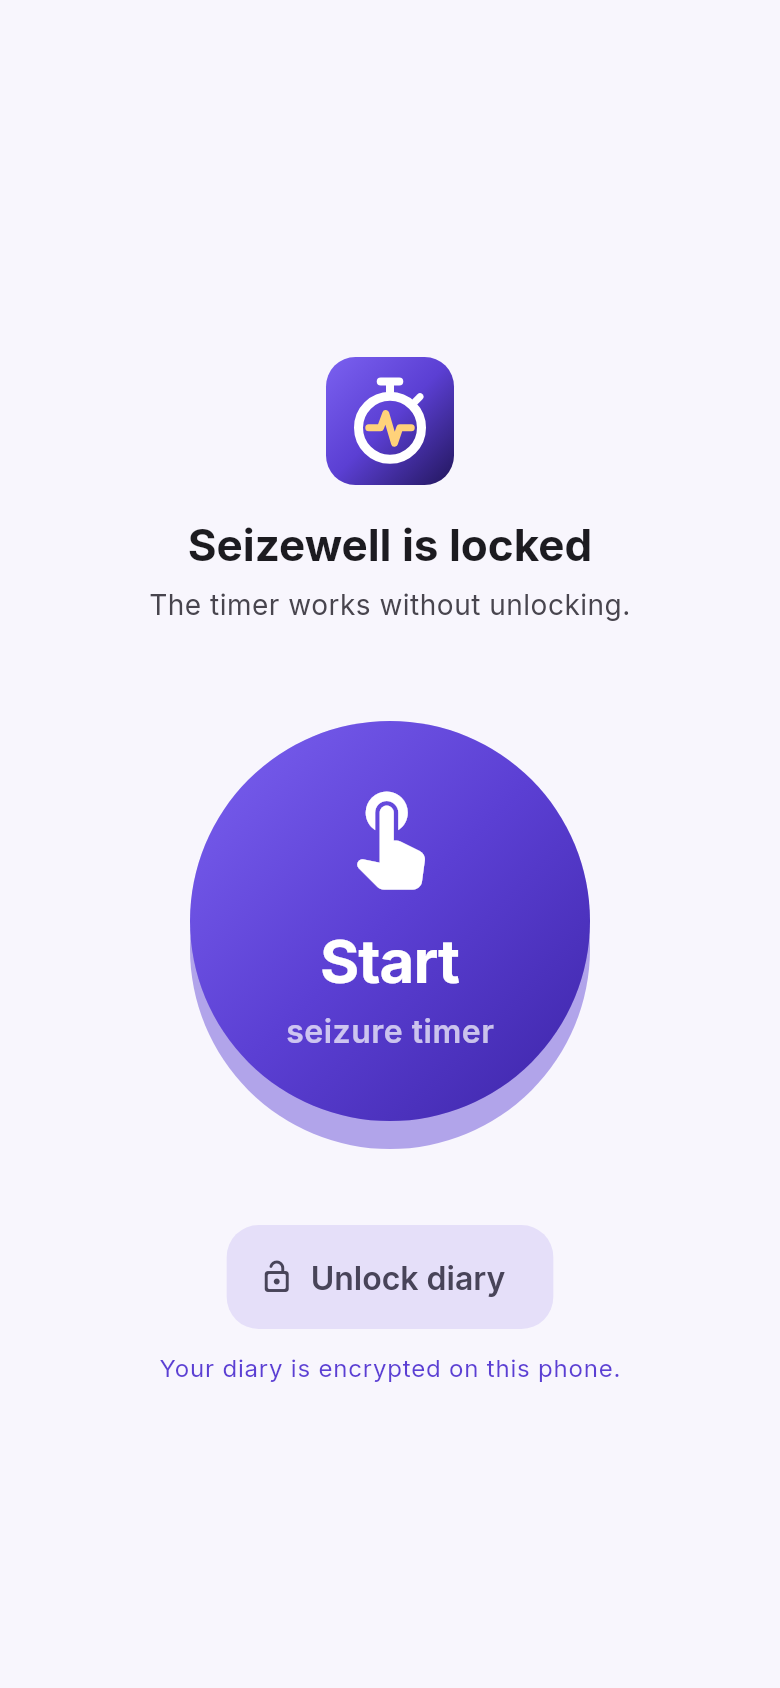 Seizewell is locked
The timer works without unlocking.
Start
seizure timer
Unlock diary
Your diary is encrypted on this phone.